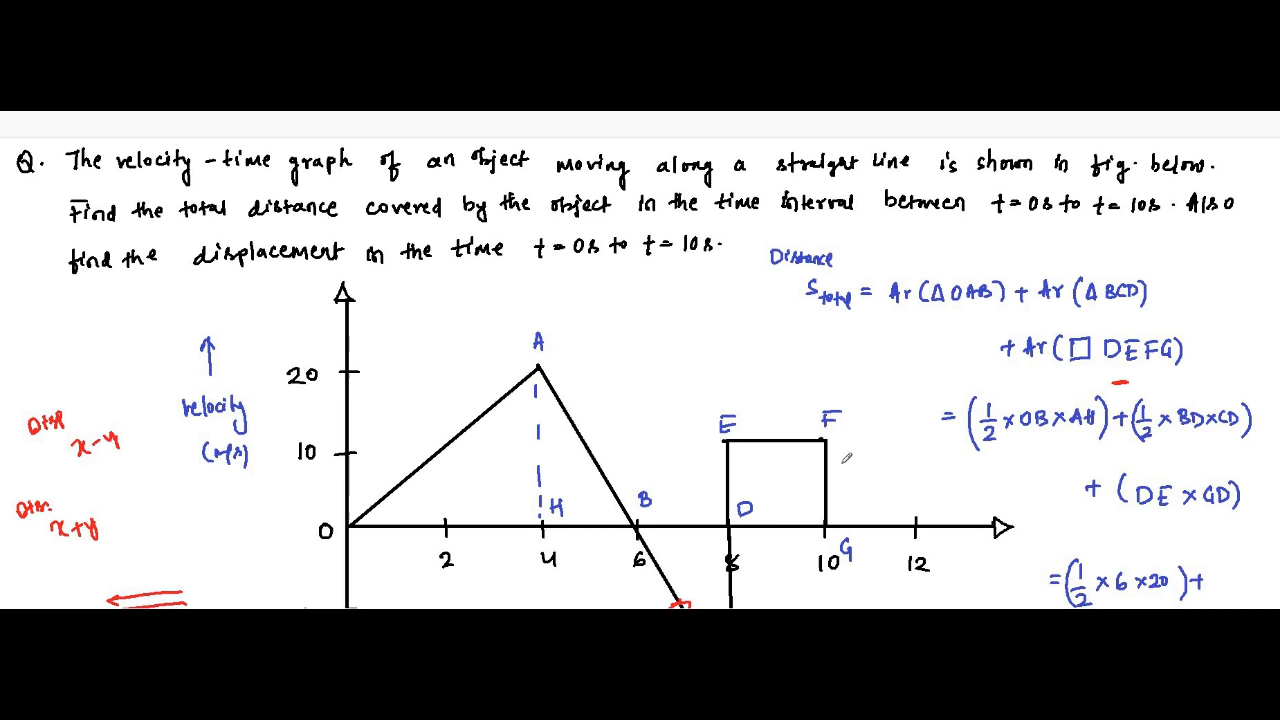 Q. The velocity - time graph of an object moving along a straight line is shown in fig. below.
Find the total distance covered by the object in the time interval between t = 0s to t = 10s. Also
find the displacement in the time t = 0s to t = 10s.
Distance
S total = Ar (Δ OAB) + Ar (Δ BCD)
+ Ar (□ DEFG)
= (1/2 × OB × AH) + (1/2 × BD × CD)
+ (DE × GD)
= (1/2 × 6 × 20) +
A
20
velocity
(m/s)
10
E
F
x - y
x + y
H
B
D
G
0
2
4
6
8
10
12